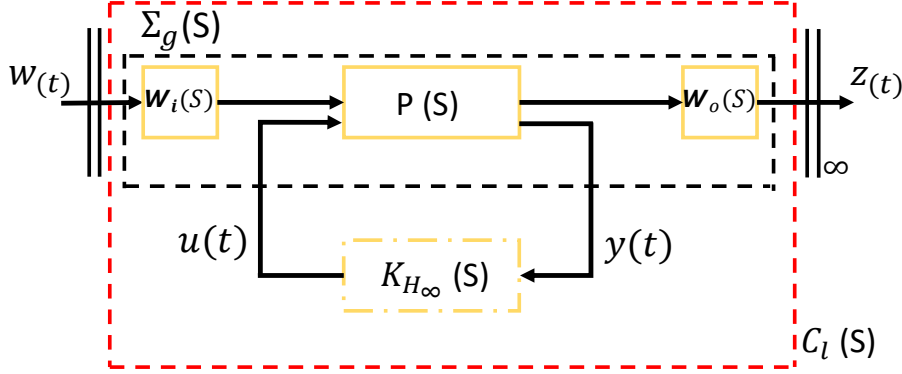 Σg(S)
w(t)
Wi(S)
P (S)
Wo(S)
z(t)
∞
u(t)
y(t)
KH∞ (S)
Cl (S)